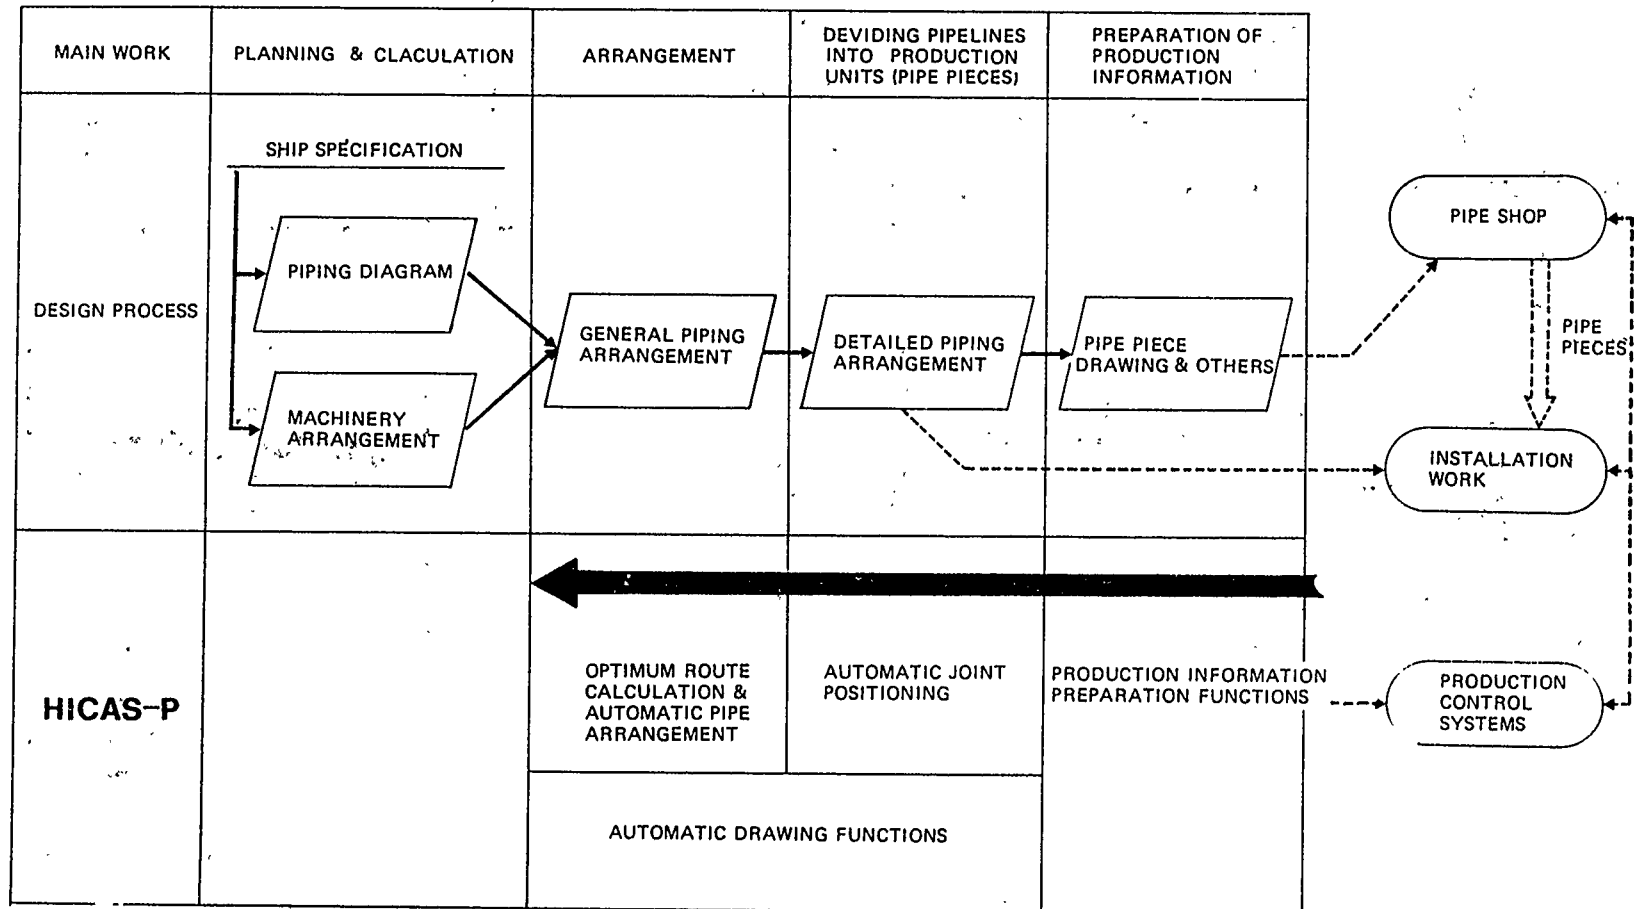 MAIN WORK
PLANNING & CLACULATION
ARRANGEMENT
DEVIDING PIPELINES
INTO PRODUCTION
UNITS (PIPE PIECES)
PREPARATION OF
PRODUCTION
INFORMATION
DESIGN PROCESS
SHIP SPECIFICATION
PIPING DIAGRAM
MACHINERY
ARRANGEMENT
GENERAL PIPING
ARRANGEMENT
DETAILED PIPING
ARRANGEMENT
PIPE PIECE
DRAWING & OTHERS
PIPE SHOP
PIPE
PIECES
INSTALLATION
WORK
HICAS-P
OPTIMUM ROUTE
CALCULATION &
AUTOMATIC PIPE
ARRANGEMENT
AUTOMATIC JOINT
POSITIONING
PRODUCTION INFORMATION
PREPARATION FUNCTIONS
PRODUCTION
CONTROL
SYSTEMS
AUTOMATIC DRAWING FUNCTIONS